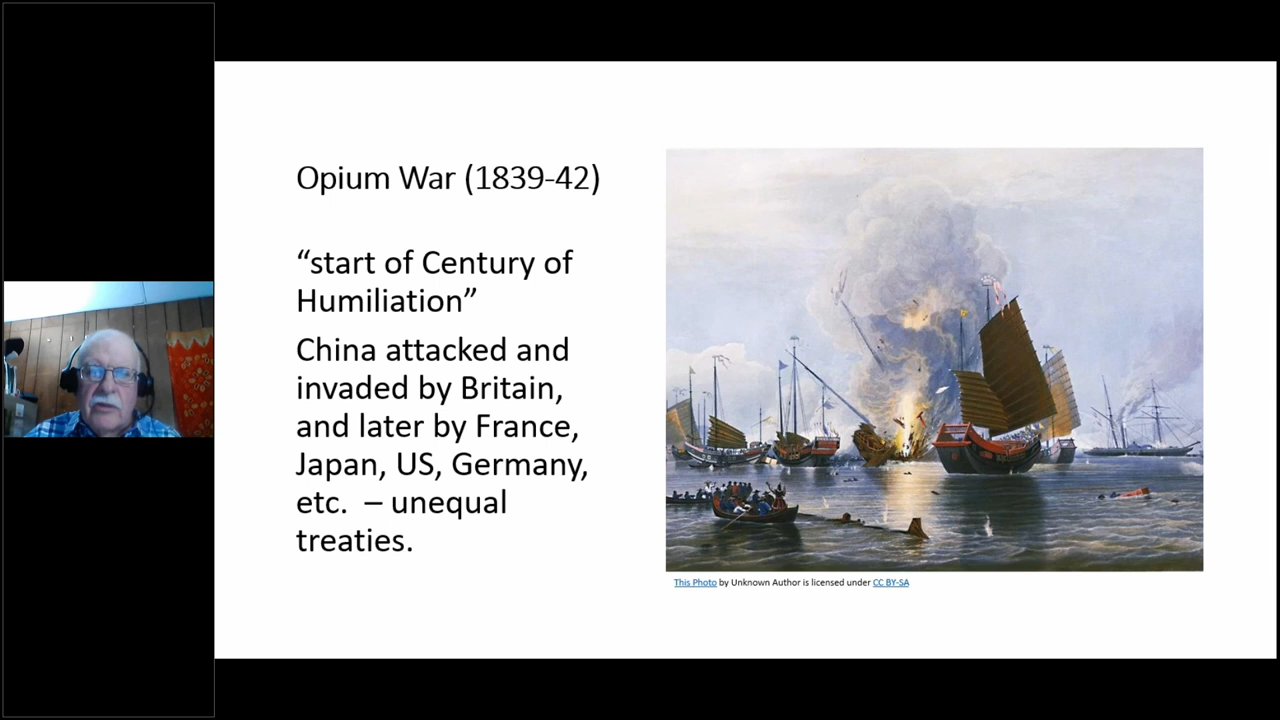 Opium War (1839-42)
“start of Century of
Humiliation”
China attacked and
invaded by Britain,
and later by France,
Japan, US, Germany,
etc.  – unequal
treaties.
This Photo by Unknown Author is licensed under CC BY-SA